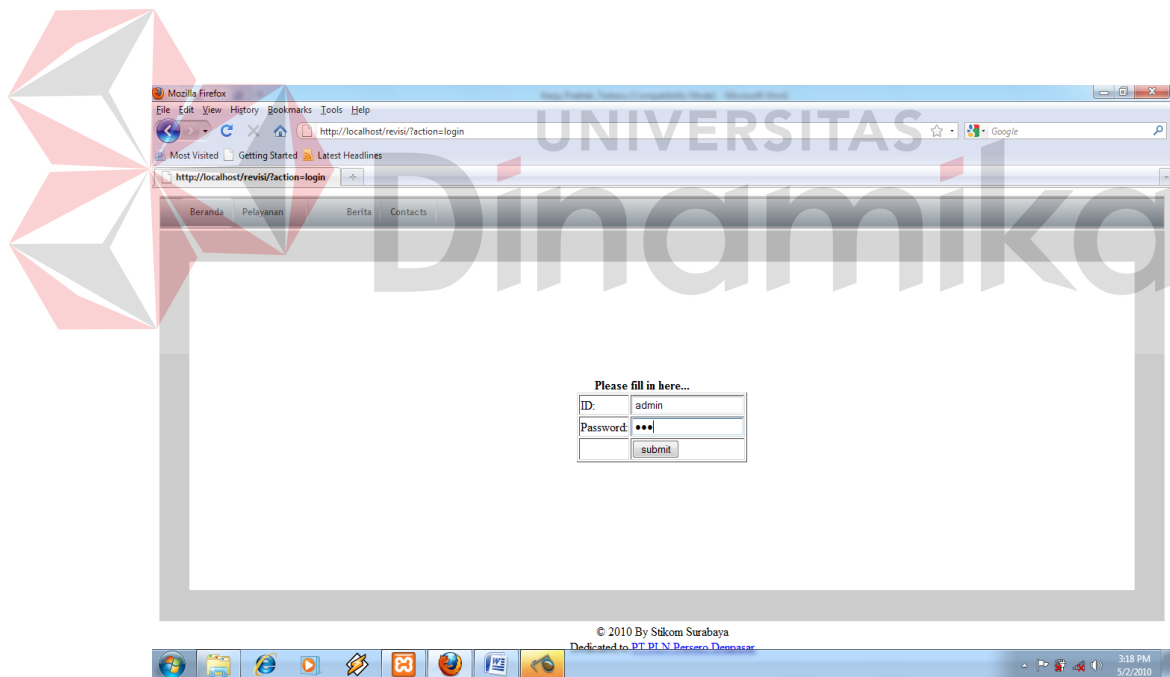 Mozilla Firefox
File Edit View History Bookmarks Tools Help
http://localhost/revisi/?action=login
Google
Most Visited Getting Started Latest Headlines
http://localhost/revisi/?action=login
UNIVERSITAS
Dinamika
Beranda Pelayanan Berita Contacts
Please fill in here...
ID: admin
Password: •••
submit
© 2010 By Stikom Surabaya
Dedicated to PT PLN Persero Denpasar
3:18 PM
5/2/2010